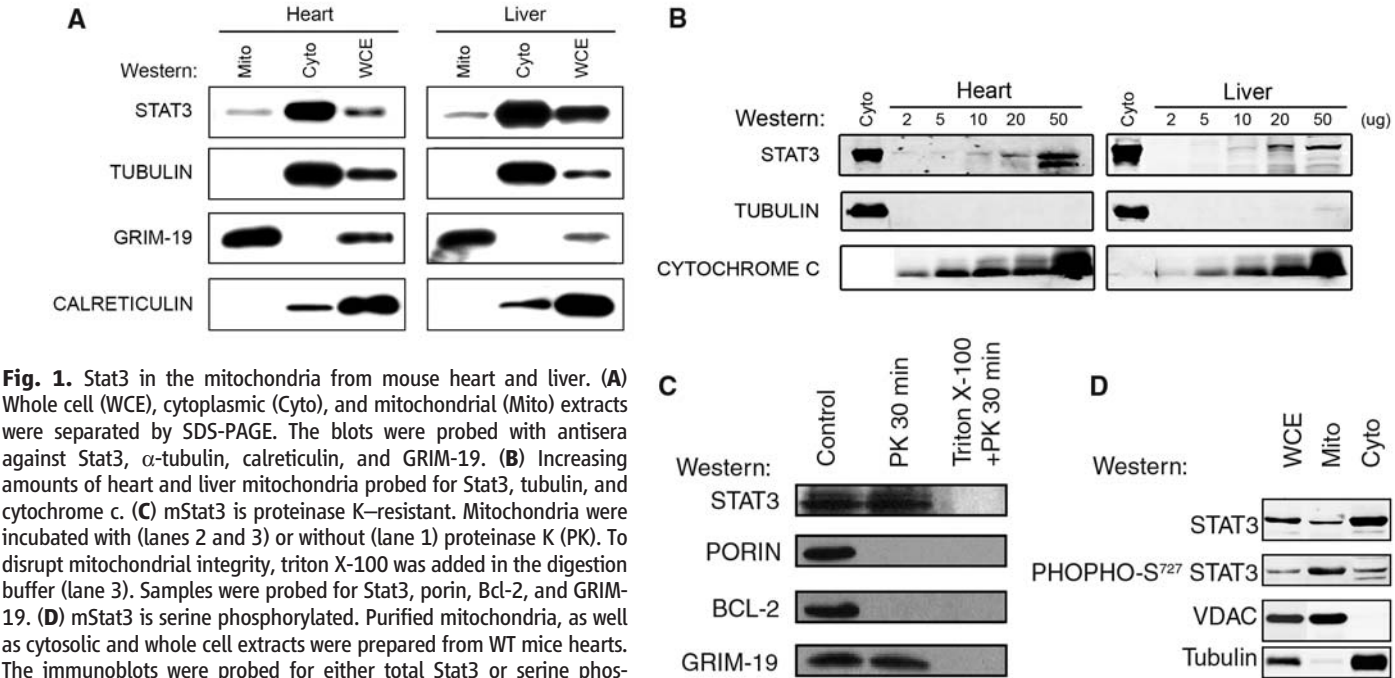 A
Heart
Liver
Western:
Mito
Cyto
WCE
Mito
Cyto
WCE
STAT3
TUBULIN
GRIM-19
CALRETICULIN
B
Heart
Liver
Western:
Cyto
2 5 10 20 50
Cyto
2 5 10 20 50 (ug)
STAT3
TUBULIN
CYTOCHROME C
Fig. 1. Stat3 in the mitochondria from mouse heart and liver. (A)
Whole cell (WCE), cytoplasmic (Cyto), and mitochondrial (Mito) extracts
were separated by SDS-PAGE. The blots were probed with antisera
against Stat3, α-tubulin, calreticulin, and GRIM-19. (B) Increasing
amounts of heart and liver mitochondria probed for Stat3, tubulin, and
cytochrome c. (C) mStat3 is proteinase K–resistant. Mitochondria were
incubated with (lanes 2 and 3) or without (lane 1) proteinase K (PK). To
disrupt mitochondrial integrity, triton X-100 was added in the digestion
buffer (lane 3). Samples were probed for Stat3, porin, Bcl-2, and GRIM-
19. (D) mStat3 is serine phosphorylated. Purified mitochondria, as well
as cytosolic and whole cell extracts were prepared from WT mice hearts.
The immunoblots were probed for either total Stat3 or serine phos-
C
Western:
Control
PK 30 min
Triton X-100
+PK 30 min
STAT3
PORIN
BCL-2
GRIM-19
D
Western:
WCE
Mito
Cyto
STAT3
PHOPHO-S727 STAT3
VDAC
Tubulin